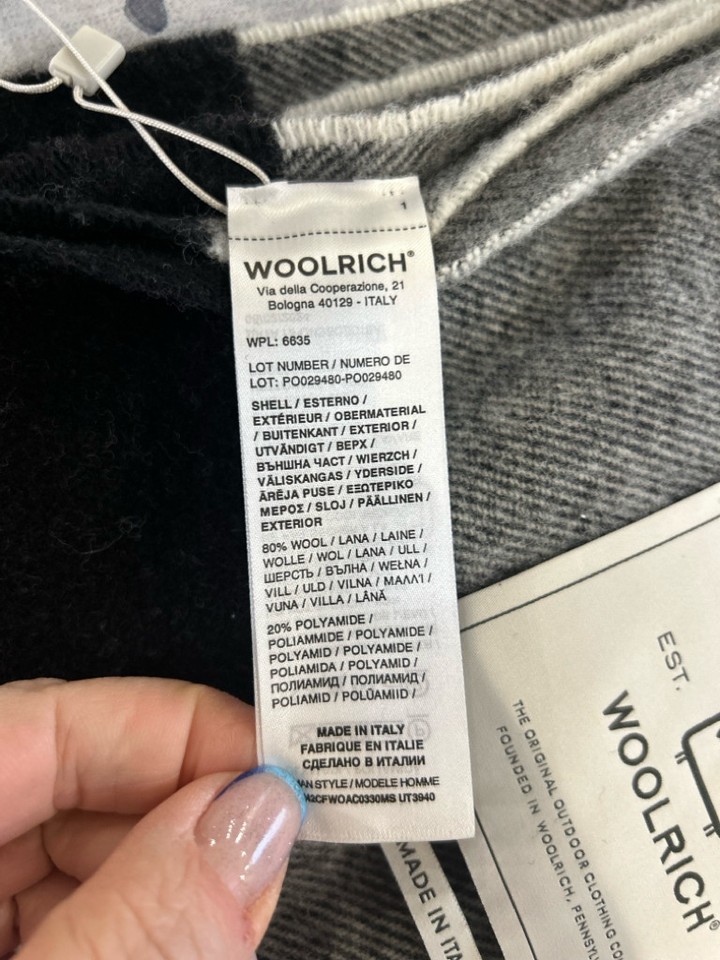 1
WOOLRICH®
Via della Cooperazione, 21
Bologna 40129 - ITALY
WPL: 6635
LOT NUMBER / NUMERO DE
LOT: PO029480-PO029480
SHELL / ESTERNO /
EXTÉRIEUR / OBERMATERIAL
/ BUITENKANT / EXTERIOR /
UTVÄNDIGT / ВЕРХ /
ВЪНШНА ЧАСТ / WIERZCH /
VÄLISKANGAS / YDERSIDE /
ĀRĒJA PUSE / ΕΞΩΤΕΡΙΚΟ
ΜΕΡΟΣ / SLOJ / PÄÄLLINEN /
EXTERIOR
80% WOOL / LANA / LAINE /
WOLLE / WOL / LANA / ULL /
ШЕРСТЬ / ВЪЛНА / WEŁNA /
VILL / ULD / VILNA / ΜΑΛΛΊ /
VUNA / VILLA / LÂNĂ
20% POLYAMIDE /
POLIAMMIDE / POLYAMIDE /
POLYAMID / POLYAMIDE /
POLIAMIDA / POLYAMID /
ПОЛИАМИД / ПОЛИАМИД /
POLIAMID / POLÜAMIID /
MADE IN ITALY
FABRIQUE EN ITALIE
СДЕЛАНО В ИТАЛИИ
STYLE / MODELE HOMME
CFWOAC0330MS UT3940
MADE IN
EST.
WOOLRICH®
THE ORIGINAL OUTDOOR CLOTHING
FOUNDED IN WOOLRICH,